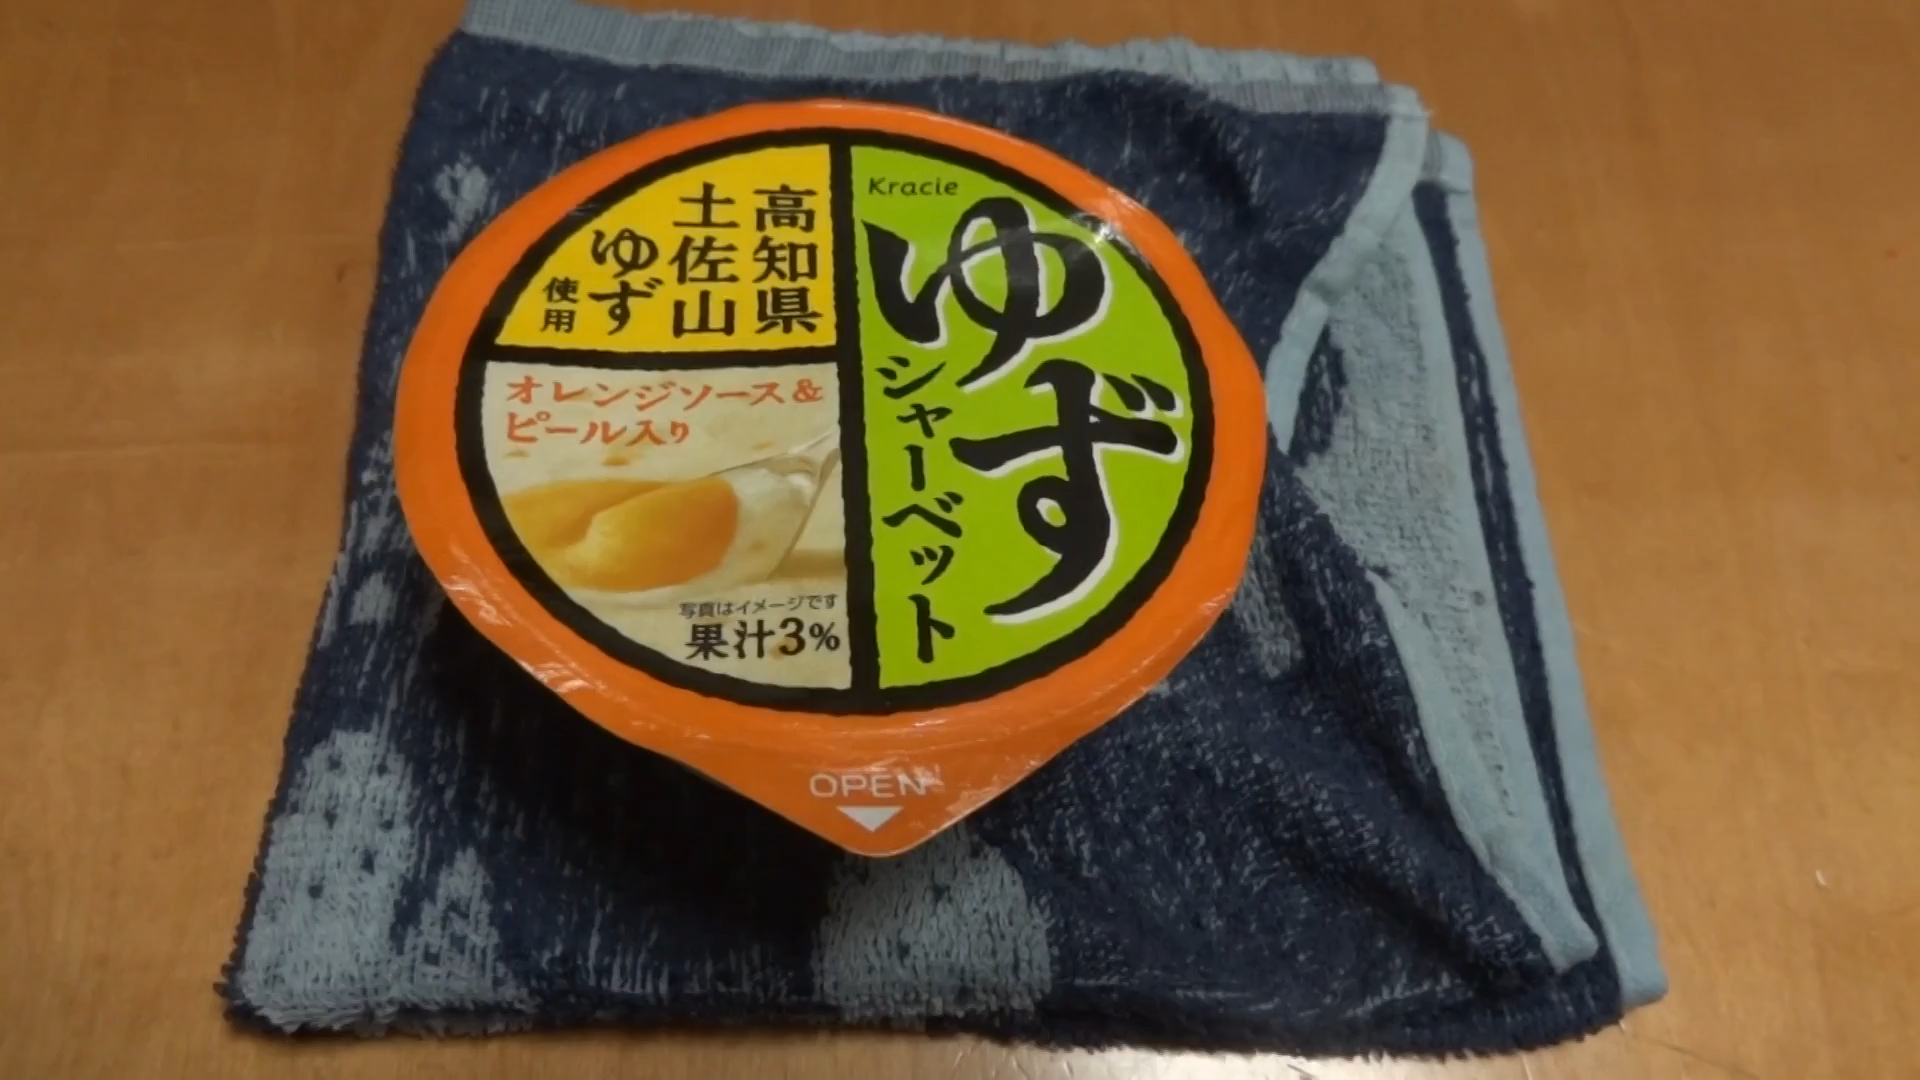 Kracie
ゆず
シャーベット
高知県
土佐山
ゆず
使用
オレンジソース&
ピール入り
写真はイメージです
果汁3%
OPEN